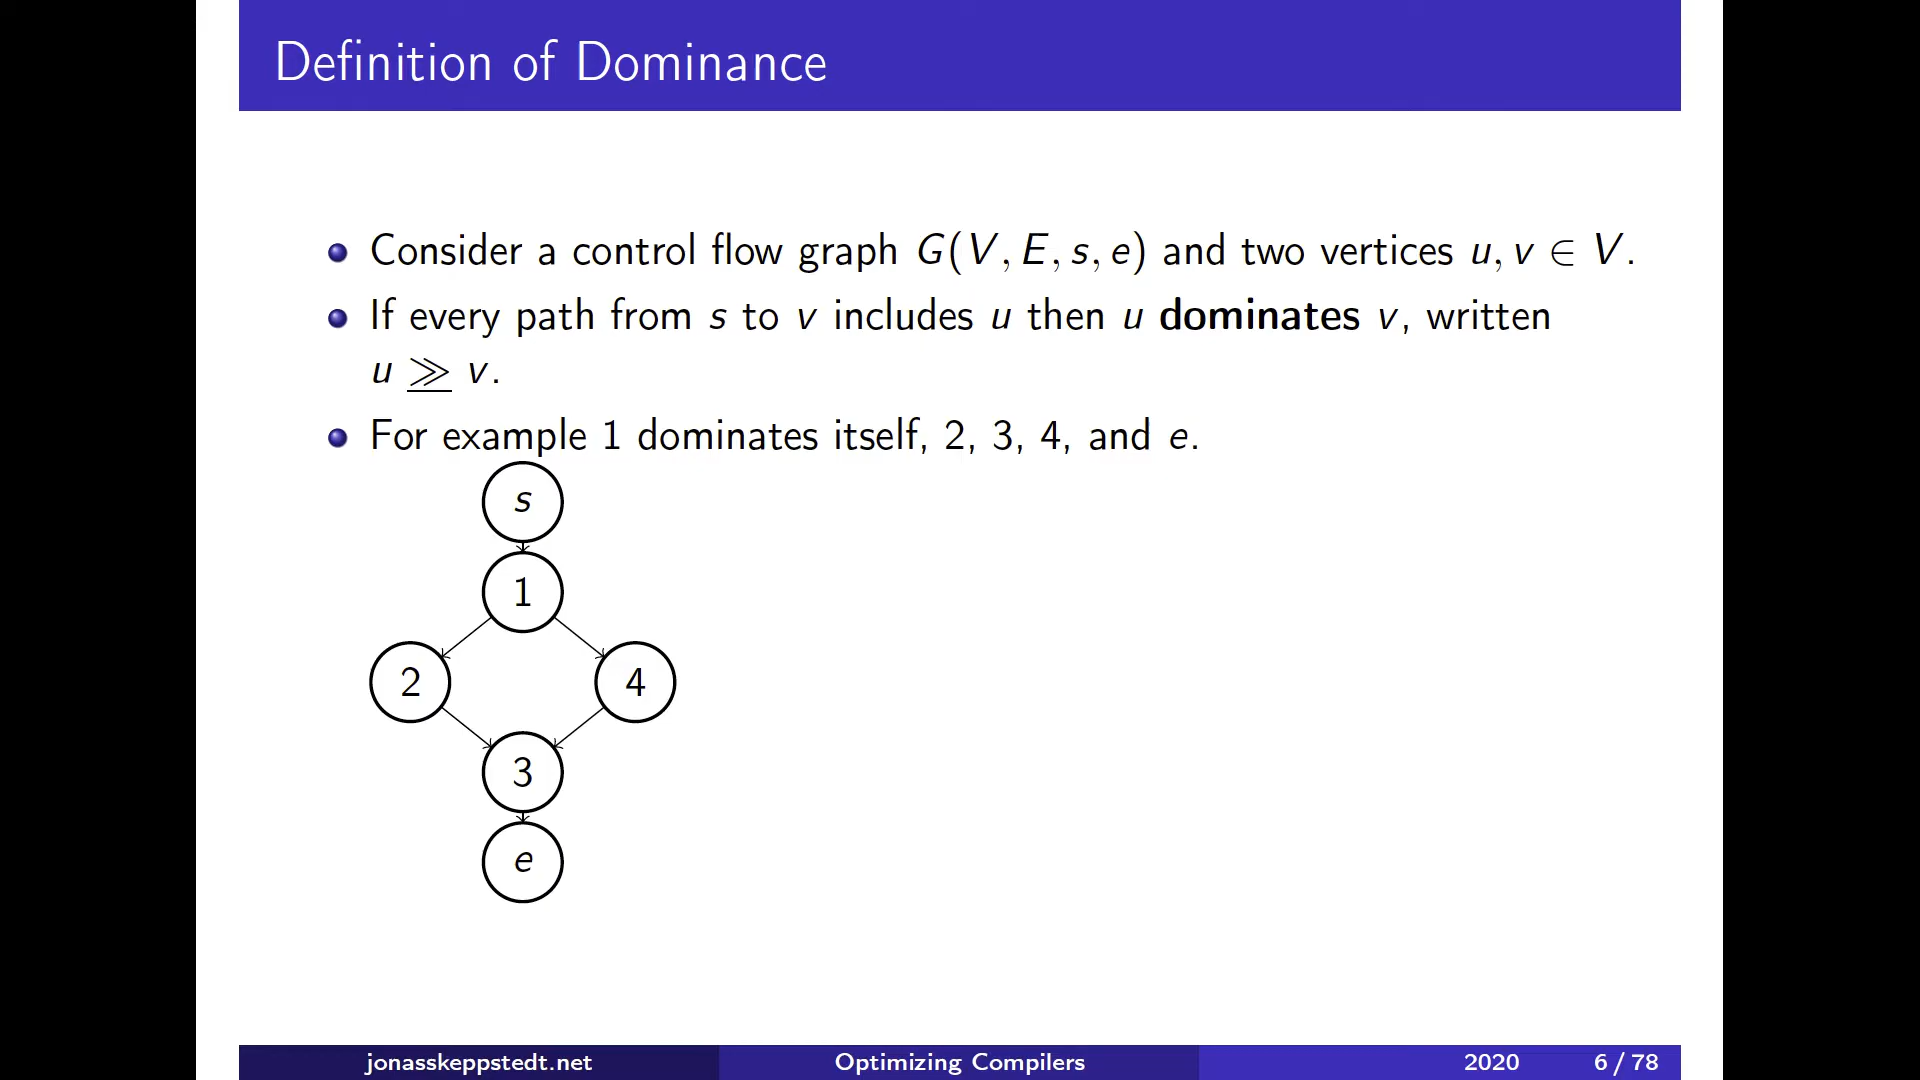 Definition of Dominance
Consider a control flow graph G(V, E, s, e) and two vertices u, v ∈ V.
If every path from s to v includes u then u dominates v, written
u ≫ v.
For example 1 dominates itself, 2, 3, 4, and e.
s
1
2
4
3
e
jonasskeppstedt.net
Optimizing Compilers
2020
6 / 78